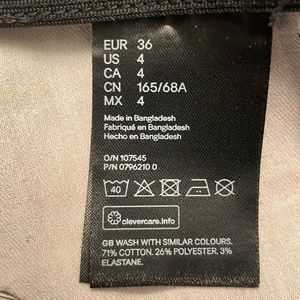 EUR 36
US 4
CA 4
CN 165/68A
MX 4
Made in Bangladesh
Fabriqué en Bangladesh
Hecho en Bangladesh
O/N 107545
P/N 0796210 0
40
clevercare.info
GB WASH WITH SIMILAR COLOURS.
71% COTTON. 26% POLYESTER. 3%
ELASTANE.